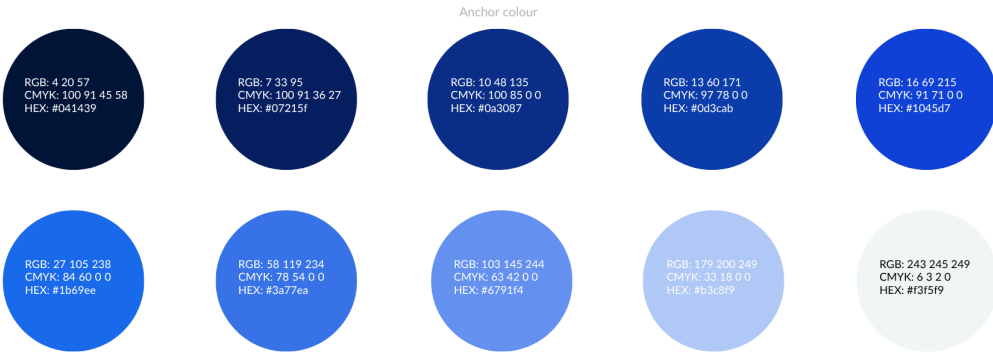 Anchor colour
RGB: 4 20 57
CMYK: 100 91 45 58
HEX: #041439
RGB: 7 33 95
CMYK: 100 91 36 27
HEX: #07215f
RGB: 10 48 135
CMYK: 100 85 0 0
HEX: #0a3087
RGB: 13 60 171
CMYK: 97 78 0 0
HEX: #0d3cab
RGB: 16 69 215
CMYK: 91 71 0 0
HEX: #1045d7
RGB: 27 105 238
CMYK: 84 60 0 0
HEX: #1b69ee
RGB: 58 119 234
CMYK: 78 54 0 0
HEX: #3a77ea
RGB: 103 145 244
CMYK: 63 42 0 0
HEX: #6791f4
RGB: 179 200 249
CMYK: 33 18 0 0
HEX: #b3c8f9
RGB: 243 245 249
CMYK: 6 3 2 0
HEX: #f3f5f9